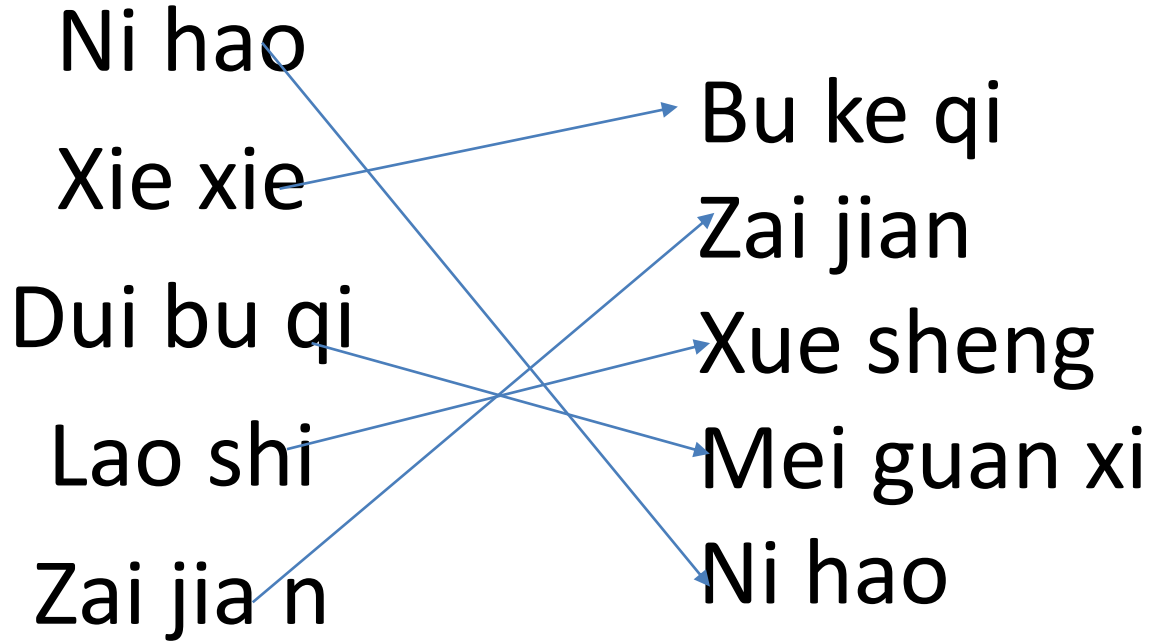 Ni hao
Xie xie
Dui bu qi
Lao shi
Zai jia n
Bu ke qi
Zai jian
Xue sheng
Mei guan xi
Ni hao